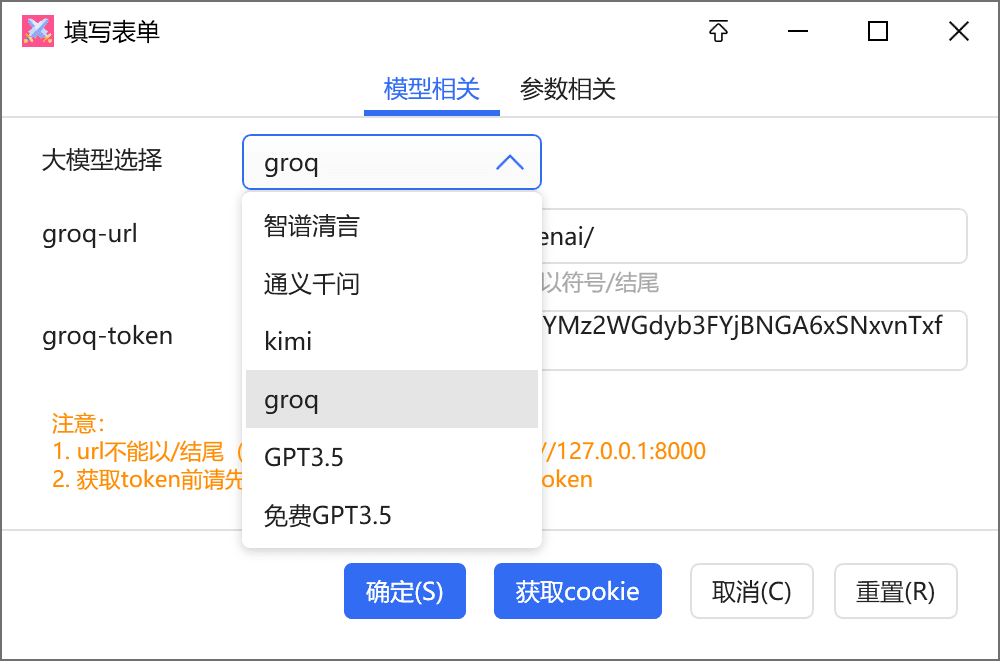 填写表单
模型相关 参数相关
大模型选择 groq
智谱清言
groq-url enai/
通义千问 以符号/结尾
groq-token YMz2WGdyb3FYjBNGA6xSNxvnTxf
kimi
groq
注意：
1. url不能以/结尾（ //127.0.0.1:8000
GPT3.5
2. 获取token前请先 oken
免费GPT3.5
确定(S) 获取cookie 取消(C) 重置(R)